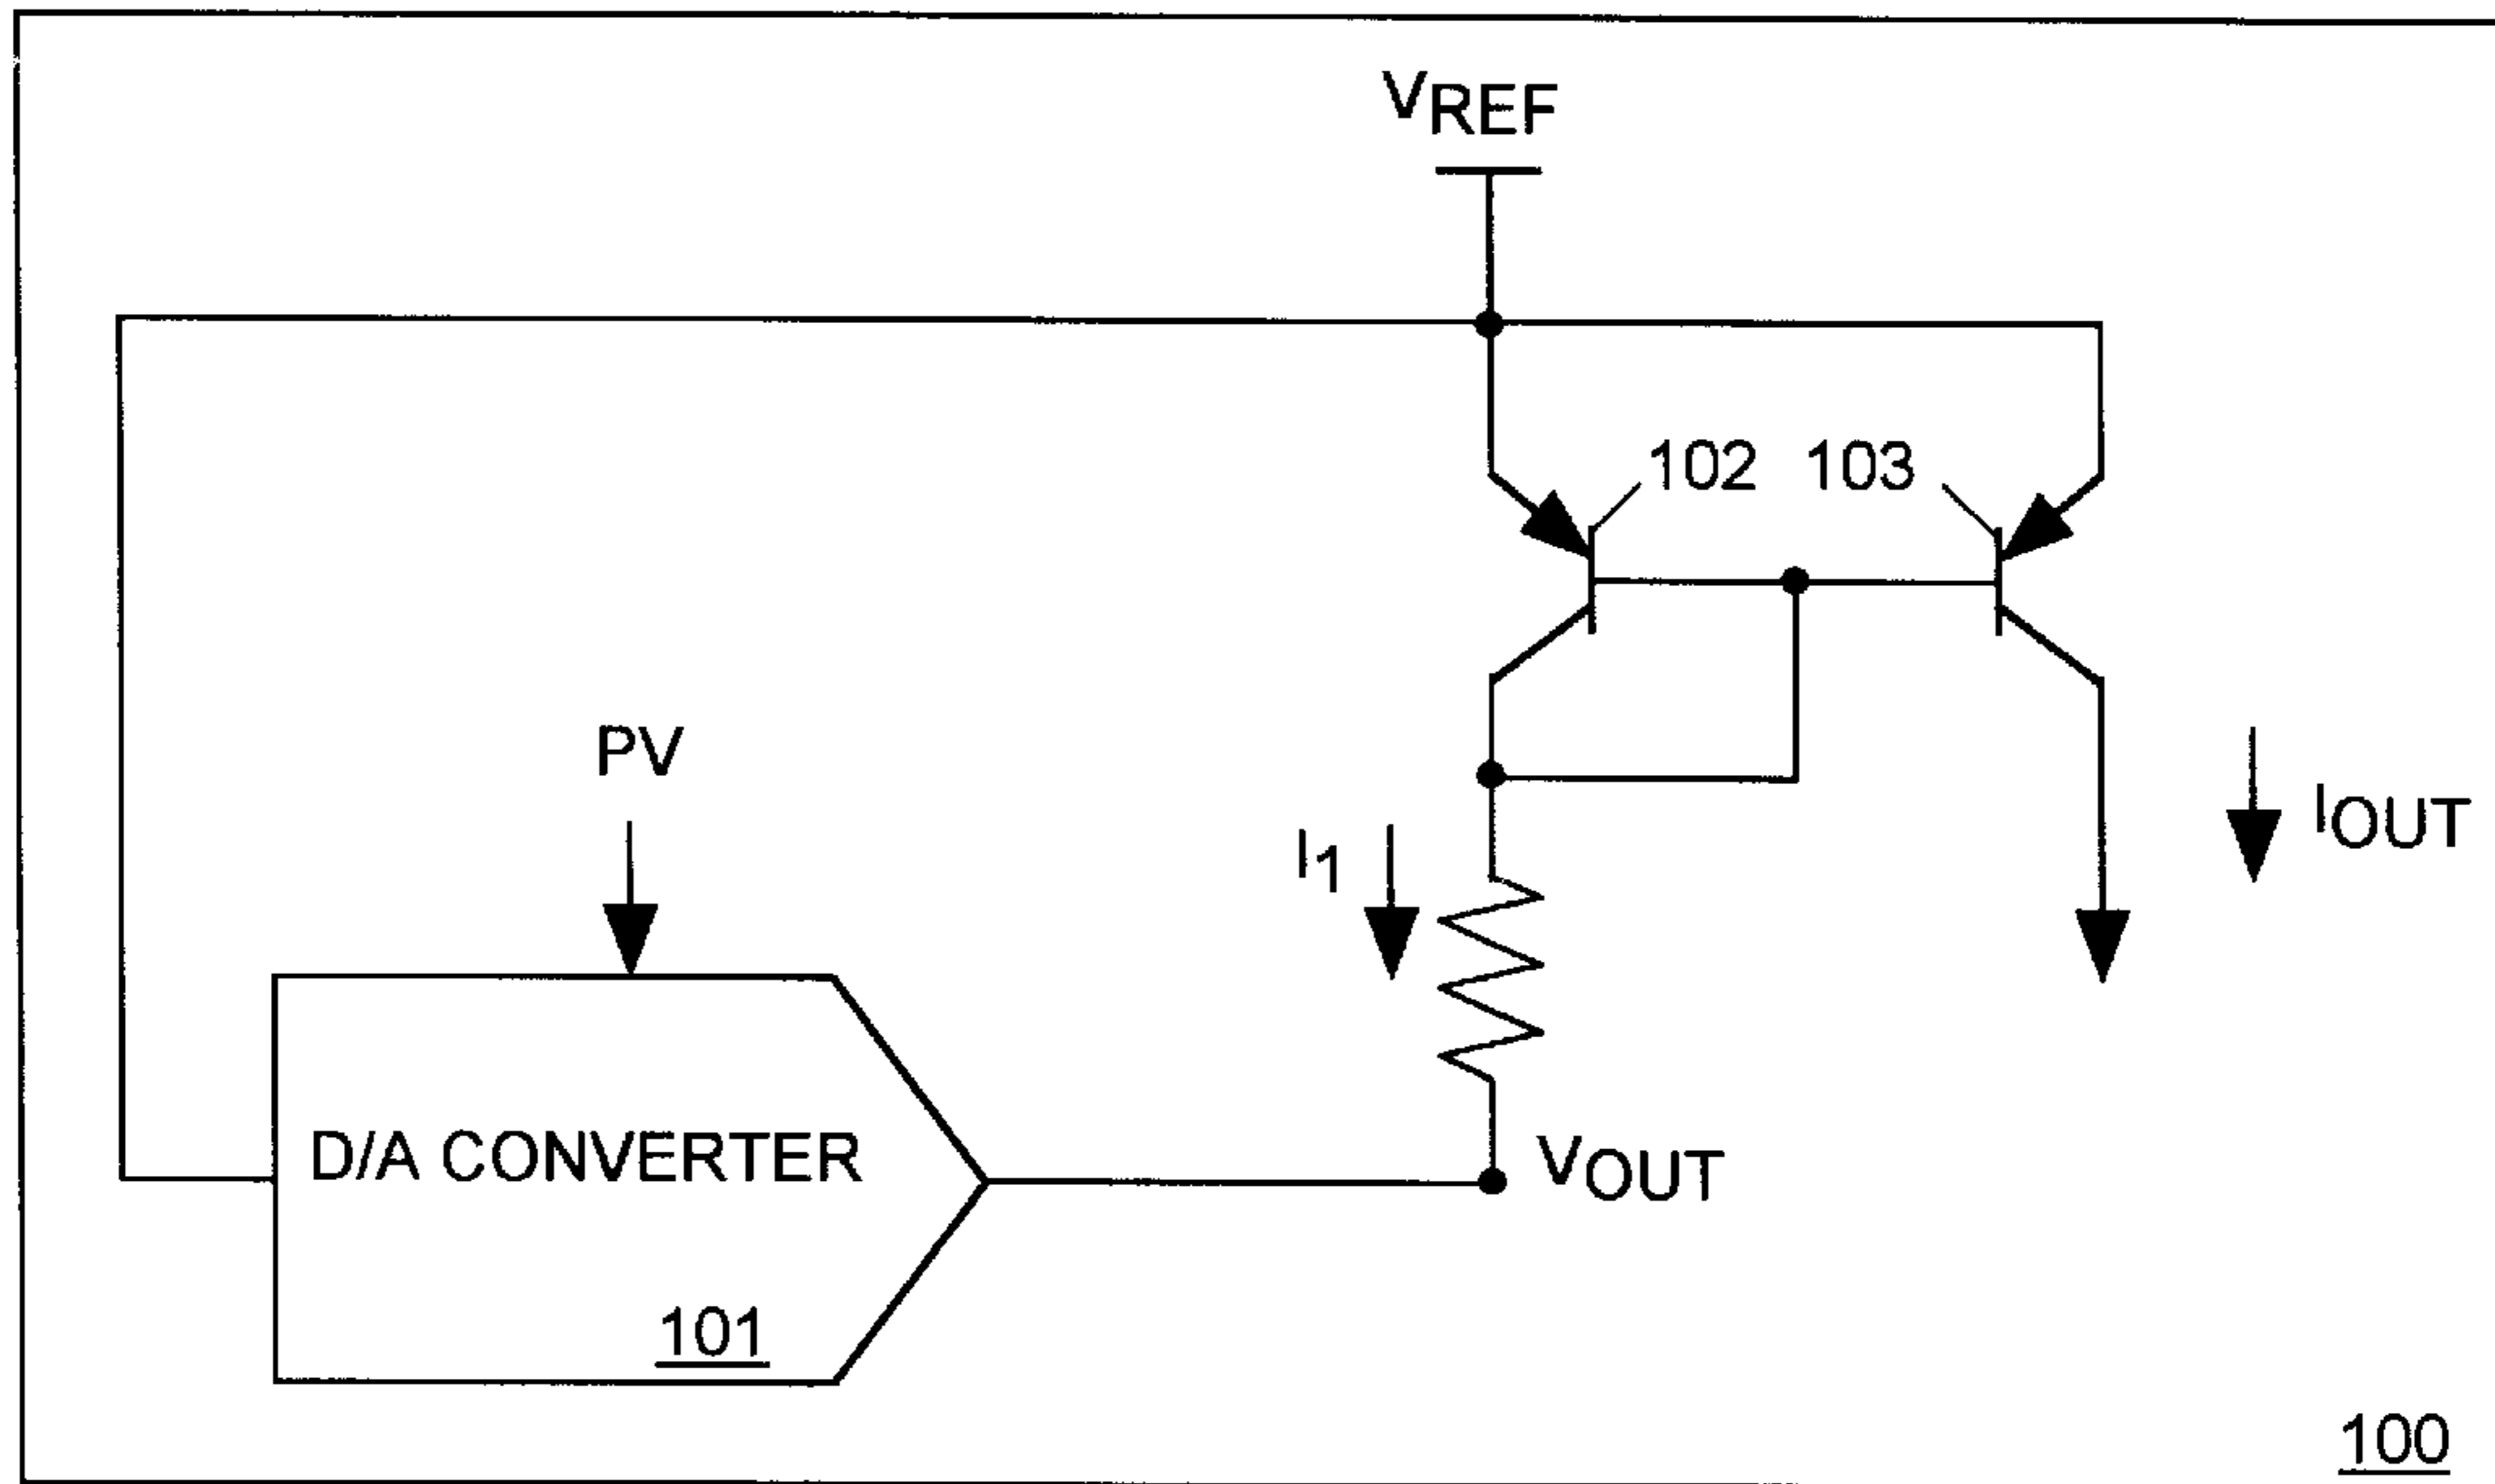 VREF
102 103
PV
I1
IOUT
D/A CONVERTER
VOUT
101
100